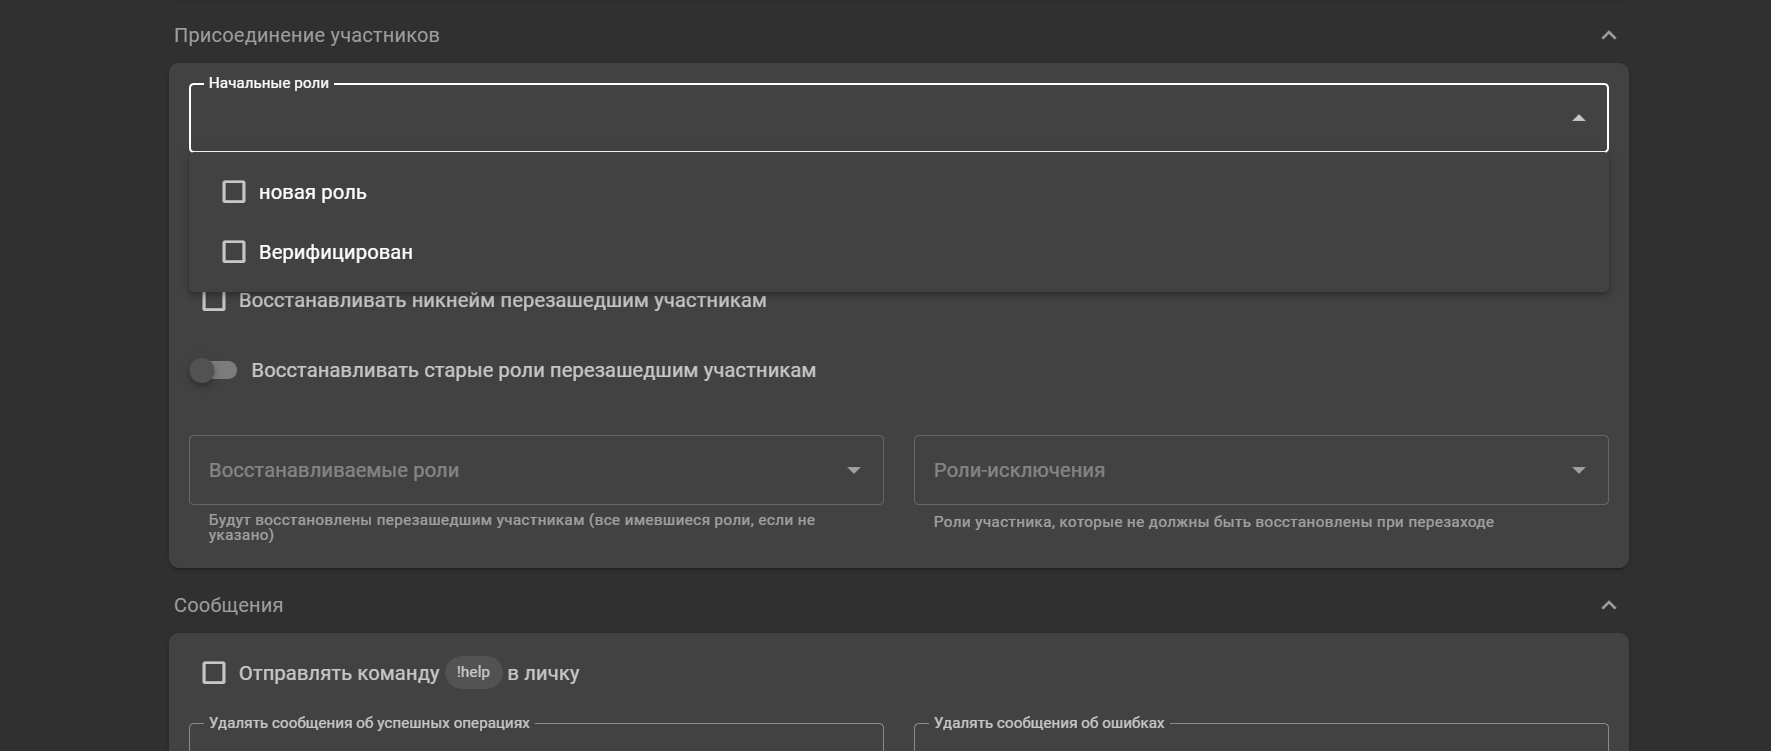 Присоединение участников
Начальные роли
новая роль
Верифицирован
Восстанавливать никнейм перезашедшим участникам
Восстанавливать старые роли перезашедшим участникам
Восстанавливаемые роли
Роли-исключения
Будут восстановлены перезашедшим участникам (все имевшиеся роли, если не
указано)
Роли участника, которые не должны быть восстановлены при перезаходе
Сообщения
Отправлять команду !help в личку
Удалять сообщения об успешных операциях
Удалять сообщения об ошибках